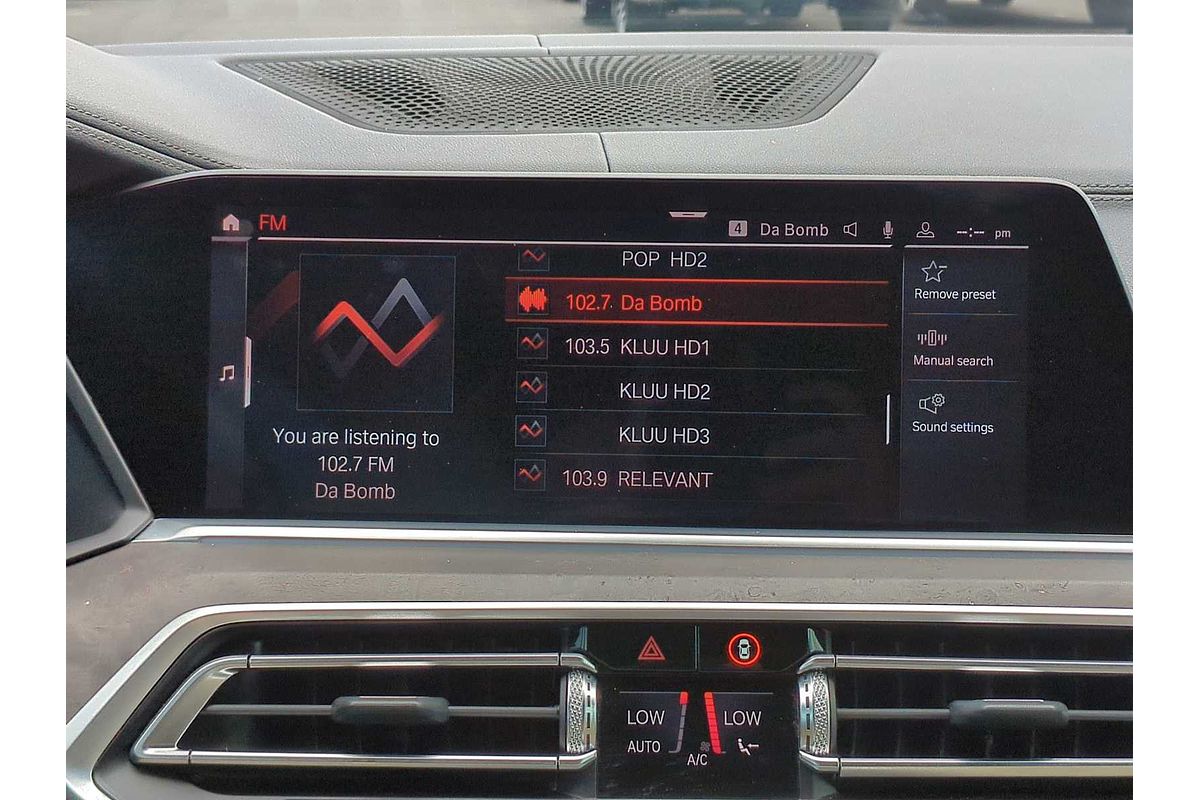 FM
4 Da Bomb --:-- pm
POP HD2
102.7 Da Bomb
103.5 KLUU HD1
KLUU HD2
KLUU HD3
103.9 RELEVANT
You are listening to
102.7 FM
Da Bomb
Remove preset
Manual search
Sound settings
LOW LOW
AUTO
A/C